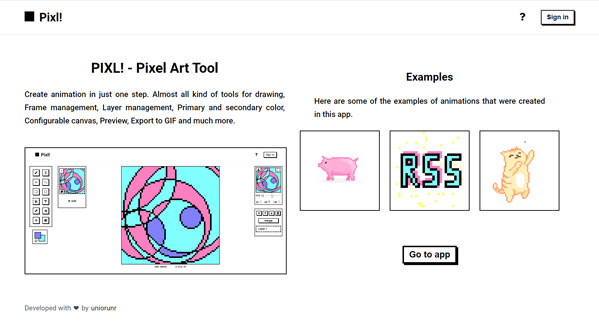 Pixl!
?
Sign in
PIXL! - Pixel Art Tool
Create animation in just one step. Almost all kind of tools for drawing,
Frame management, Layer management, Primary and secondary color,
Configurable canvas, Preview, Export to GIF and much more.
Pixl!
?
Sign in
Examples
Here are some of the examples of animations that were created
in this app.
RSS
Go to app
Developed with ❤ by uniorunr